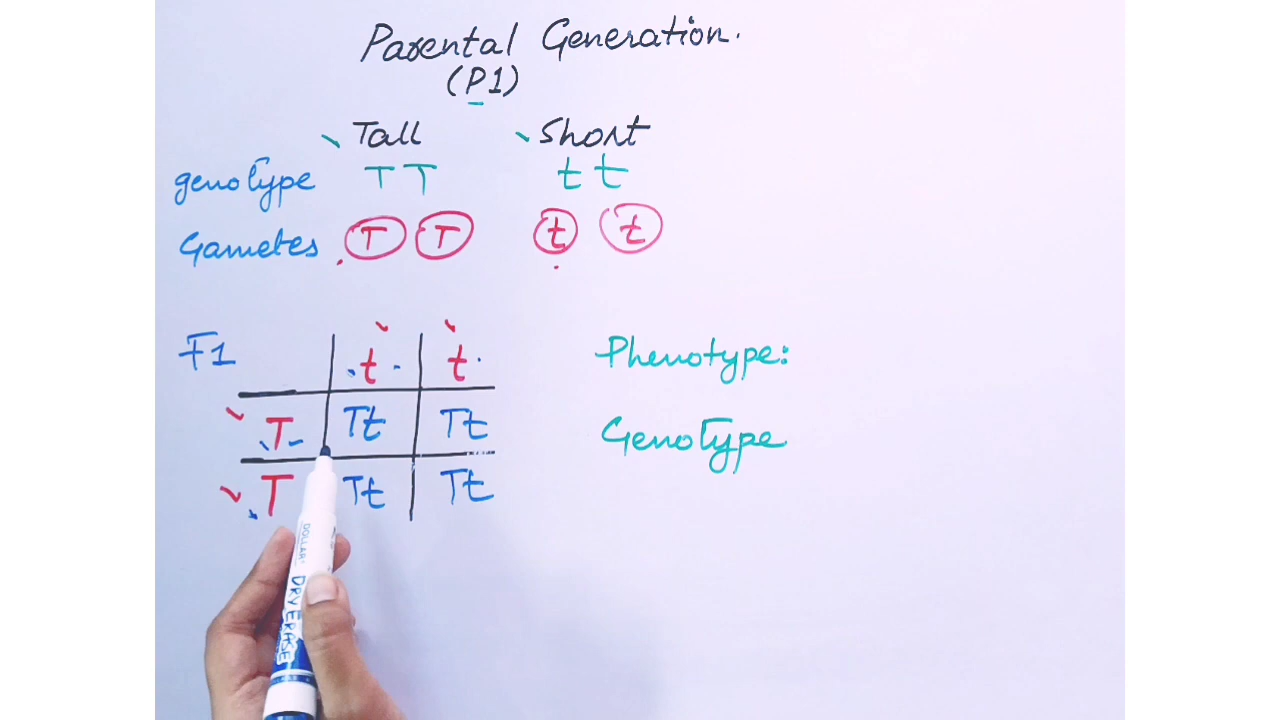 Parental Generation.
(P1)
Tall Short
genotype TT tt
Gametes T T t t
F1 t t
T Tt Tt
T Tt Tt
Phenotype:
Genotype
DOLLAR
DRY ERASE